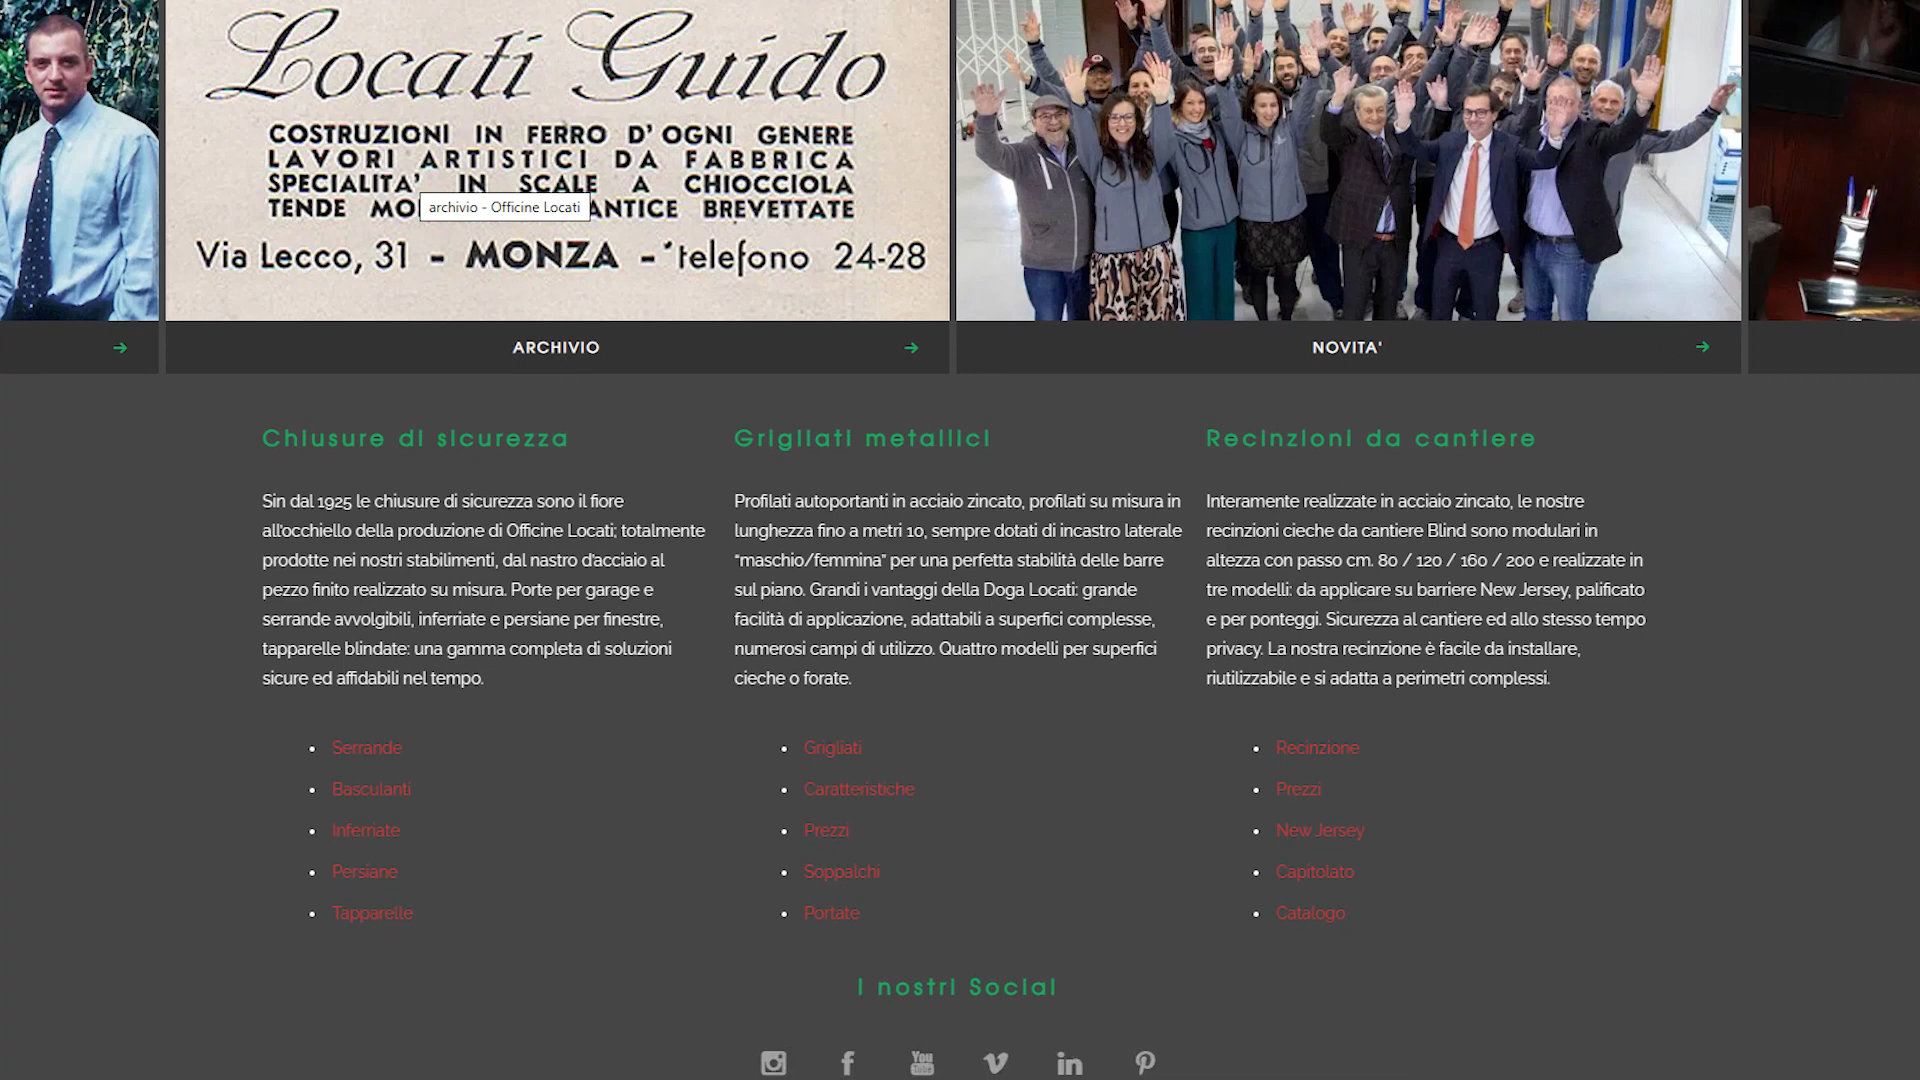 Locati Guido
COSTRUZIONI IN FERRO D'OGNI GENERE
LAVORI ARTISTICI DA FABBRICA
SPECIALITA' IN SCALE A CHIOCCIOLA
TENDE ANTICE BREVETTATE
archivio - Officine Locati
Via Lecco, 31 - MONZA - telefono 24-28
ARCHIVIO
NOVITA'
Chiusure di sicurezza
Sin dal 1925 le chiusure di sicurezza sono il fiore
all'occhiello della produzione di Officine Locati; totalmente
prodotte nei nostri stabilimenti, dal nastro d'acciaio al
pezzo finito realizzato su misura. Porte per garage e
serrande avvolgibili, inferriate e persiane per finestre,
tapparelle blindate: una gamma completa di soluzioni
sicure ed affidabili nel tempo.
Serrande
Basculanti
Inferriate
Persiane
Tapparelle
Grigliati metallici
Profilati autoportanti in acciaio zincato, profilati su misura in
lunghezza fino a metri 10, sempre dotati di incastro laterale
“maschio/femmina” per una perfetta stabilità delle barre
sul piano. Grandi i vantaggi della Doga Locati: grande
facilità di applicazione, adattabili a superfici complesse,
numerosi campi di utilizzo. Quattro modelli per superfici
cieche o forate.
Grigliati
Caratteristiche
Prezzi
Soppalchi
Portate
Recinzioni da cantiere
Interamente realizzate in acciaio zincato, le nostre
recinzioni cieche da cantiere Blind sono modulari in
altezza con passo cm. 80 / 120 / 160 / 200 e realizzate in
tre modelli: da applicare su barriere New Jersey, palificato
e per ponteggi. Sicurezza al cantiere ed allo stesso tempo
privacy. La nostra recinzione è facile da installare,
riutilizzabile e si adatta a perimetri complessi.
Recinzione
Prezzi
New Jersey
Capitolato
Catalogo
I nostri Social
You Tube